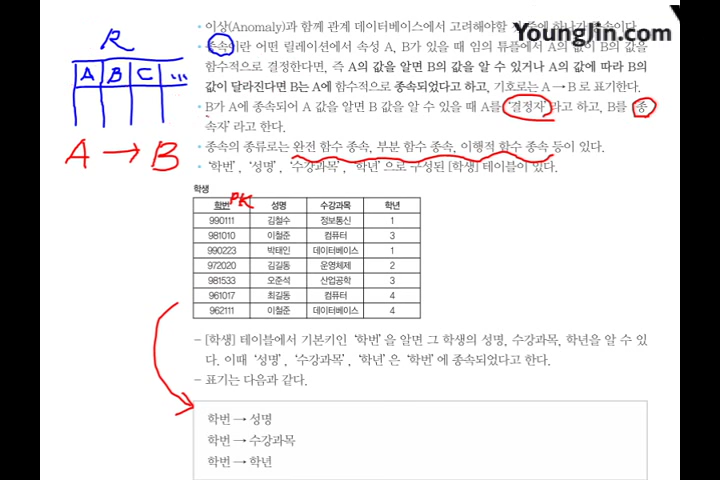 YoungJin.com
• 이상(Anomaly)과 함께 관계 데이터베이스에서 고려해야할 중에 하나가 종속이다.
• 종속이란 어떤 릴레이션에서 속성 A, B가 있을 때 임의 튜플에서 A의 값이 B의 값을
함수적으로 결정한다면, 즉 A의 값을 알면 B의 값을 알 수 있거나 A의 값에 따라 B의
값이 달라진다면 B는 A에 함수적으로 종속되었다고 하고, 기호로는 A → B로 표기한다.
• B가 A에 종속되어 A 값을 알면 B 값을 알 수 있을 때 A를 '결정자'라고 하고, B를 '종
속자'라고 한다.
• 종속의 종류로는 완전 함수 종속, 부분 함수 종속, 이행적 함수 종속 등이 있다.
• '학번', '성명', '수강과목', '학년'으로 구성된 [학생] 테이블이 있다.
R
A B C ...
A → B
학생
학번 PK 성명 수강과목 학년
990111 김철수 정보통신 1
981010 이철준 컴퓨터 3
990223 박태인 데이터베이스 1
972020 김길동 운영체제 2
981533 오준석 산업공학 3
961017 최길동 컴퓨터 4
962111 이철준 데이터베이스 4
– [학생] 테이블에서 기본키인 '학번'을 알면 그 학생의 성명, 수강과목, 학년을 알 수 있
다. 이때 '성명', '수강과목', '학년'은 '학번'에 종속되었다고 한다.
– 표기는 다음과 같다.
학번 → 성명
학번 → 수강과목
학번 → 학년